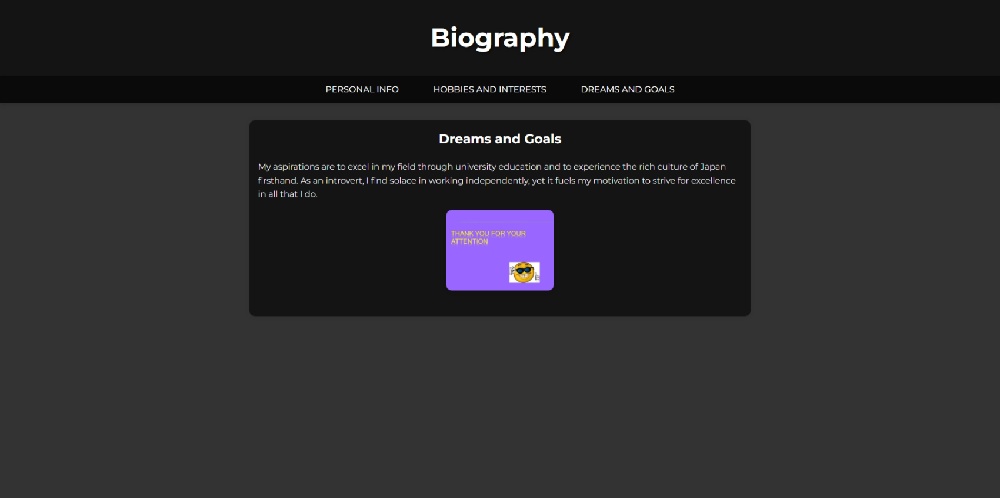 Biography
PERSONAL INFO
HOBBIES AND INTERESTS
DREAMS AND GOALS
Dreams and Goals
My aspirations are to excel in my field through university education and to experience the rich culture of Japan
firsthand. As an introvert, I find solace in working independently, yet it fuels my motivation to strive for excellence
in all that I do.
THANK YOU FOR YOUR
ATTENTION